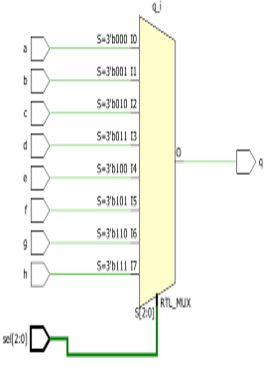 q_i
a S=3'b000 I0
b S=3'b001 I1
c S=3'b010 I2
d S=3'b011 I3
e S=3'b100 I4
f S=3'b101 I5
g S=3'b110 I6
h S=3'b111 I7
O
q
S[2:0]
RTL_MUX
sel[2:0]